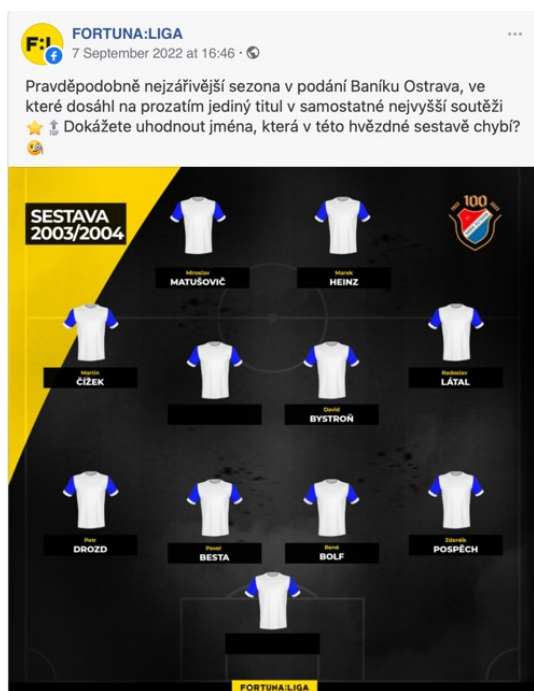 FORTUNA:LIGA
7 September 2022 at 16:46 ·
Pravděpodobně nejzářivější sezona v podání Baníku Ostrava, ve
které dosáhl na prozatím jediný titul v samostatné nejvyšší soutěži
⭐ Dokážete uhodnout jména, která v této hvězdné sestavě chybí?
🧐
SESTAVA
2003/2004
100
Miroslav
MATUŠOVIČ
Marek
HEINZ
Martin
ČÍŽEK
Radoslav
LÁTAL
David
BYSTROŇ
Petr
DROZD
Pavel
BESTA
René
BOLF
Zdeněk
POSPĚCH
FORTUNA:LIGA